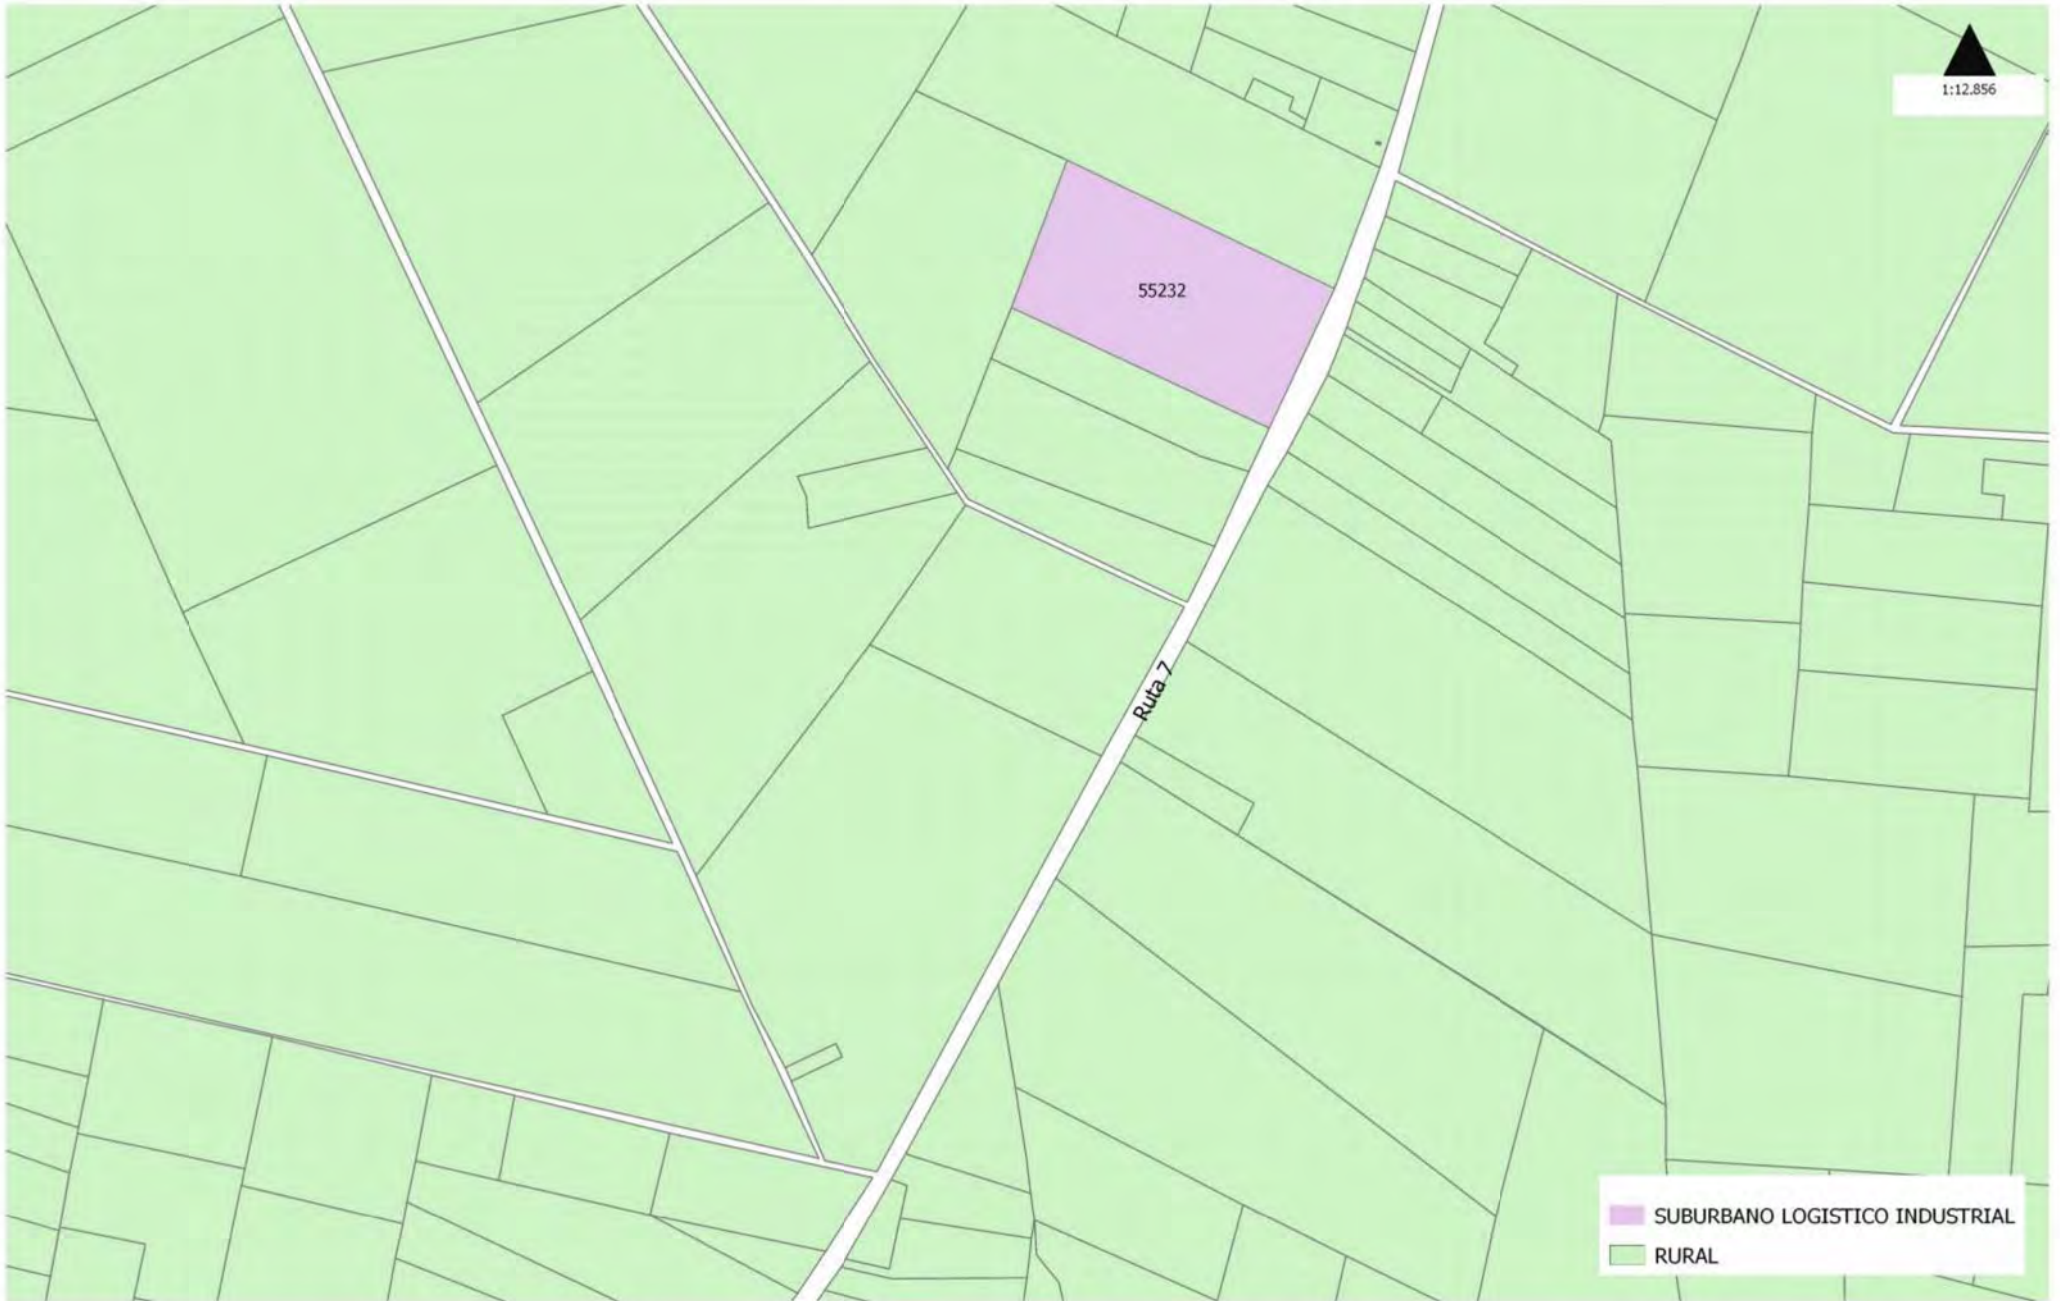 1:12.856
55232
Ruta 7
SUBURBANO LOGISTICO INDUSTRIAL
RURAL